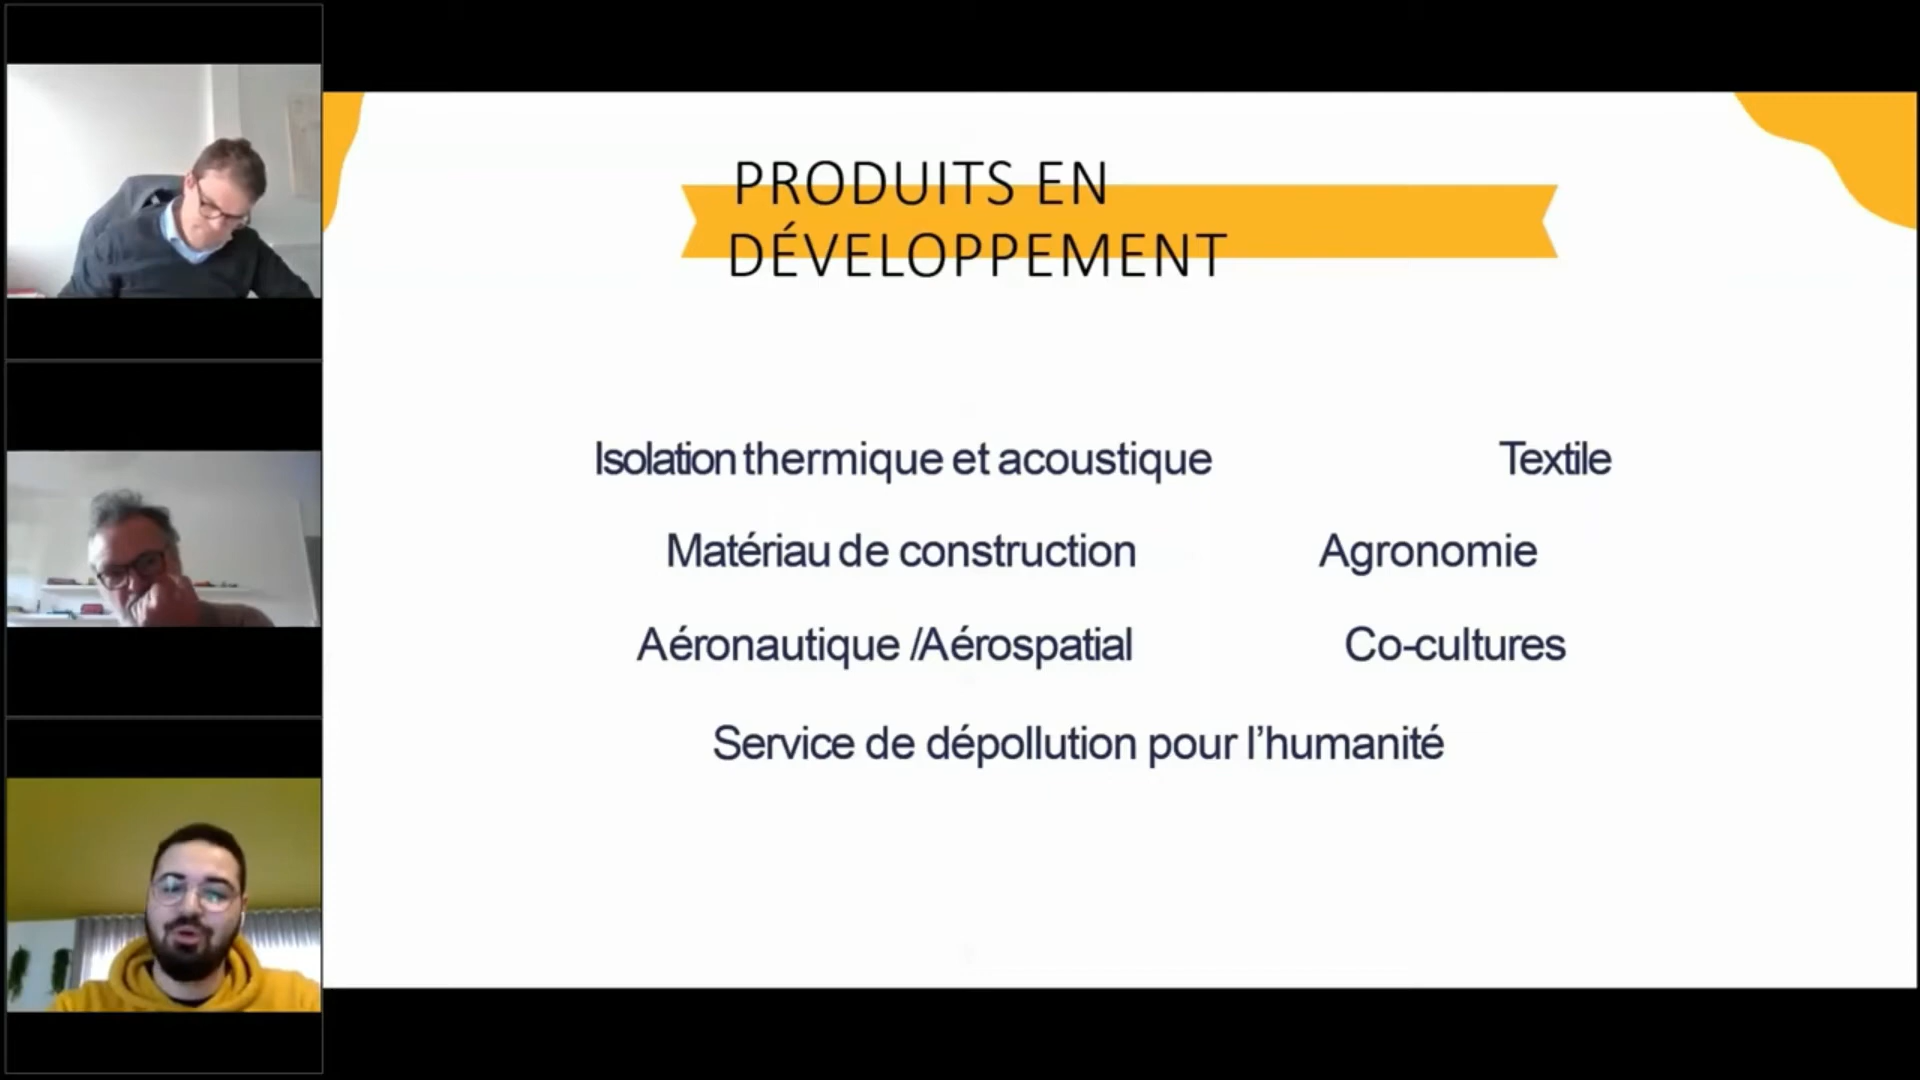 PRODUITS EN
DÉVELOPPEMENT
Isolation thermique et acoustique
Textile
Matériau de construction
Agronomie
Aéronautique /Aérospatial
Co-cultures
Service de dépollution pour l’humanité